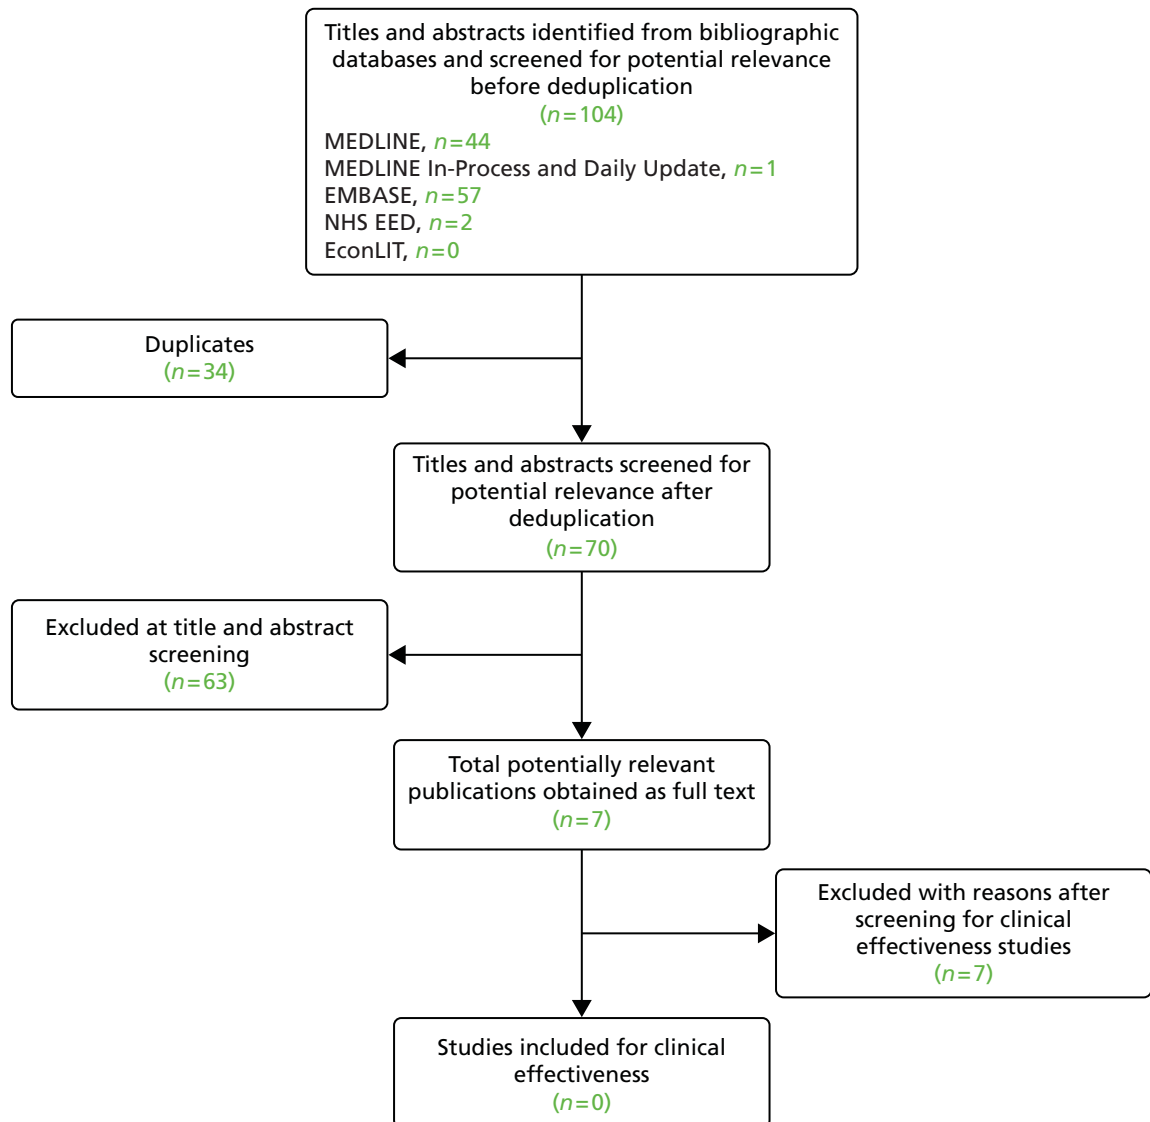 Titles and abstracts identified from bibliographic
databases and screened for potential relevance
before deduplication
(n=104)
MEDLINE, n=44
MEDLINE In-Process and Daily Update, n=1
EMBASE, n=57
NHS EED, n=2
EconLIT, n=0
Duplicates
(n=34)
Titles and abstracts screened for
potential relevance after
deduplication
(n=70)
Excluded at title and abstract
screening
(n=63)
Total potentially relevant
publications obtained as full text
(n=7)
Excluded with reasons after
screening for clinical
effectiveness studies
(n=7)
Studies included for clinical
effectiveness
(n=0)